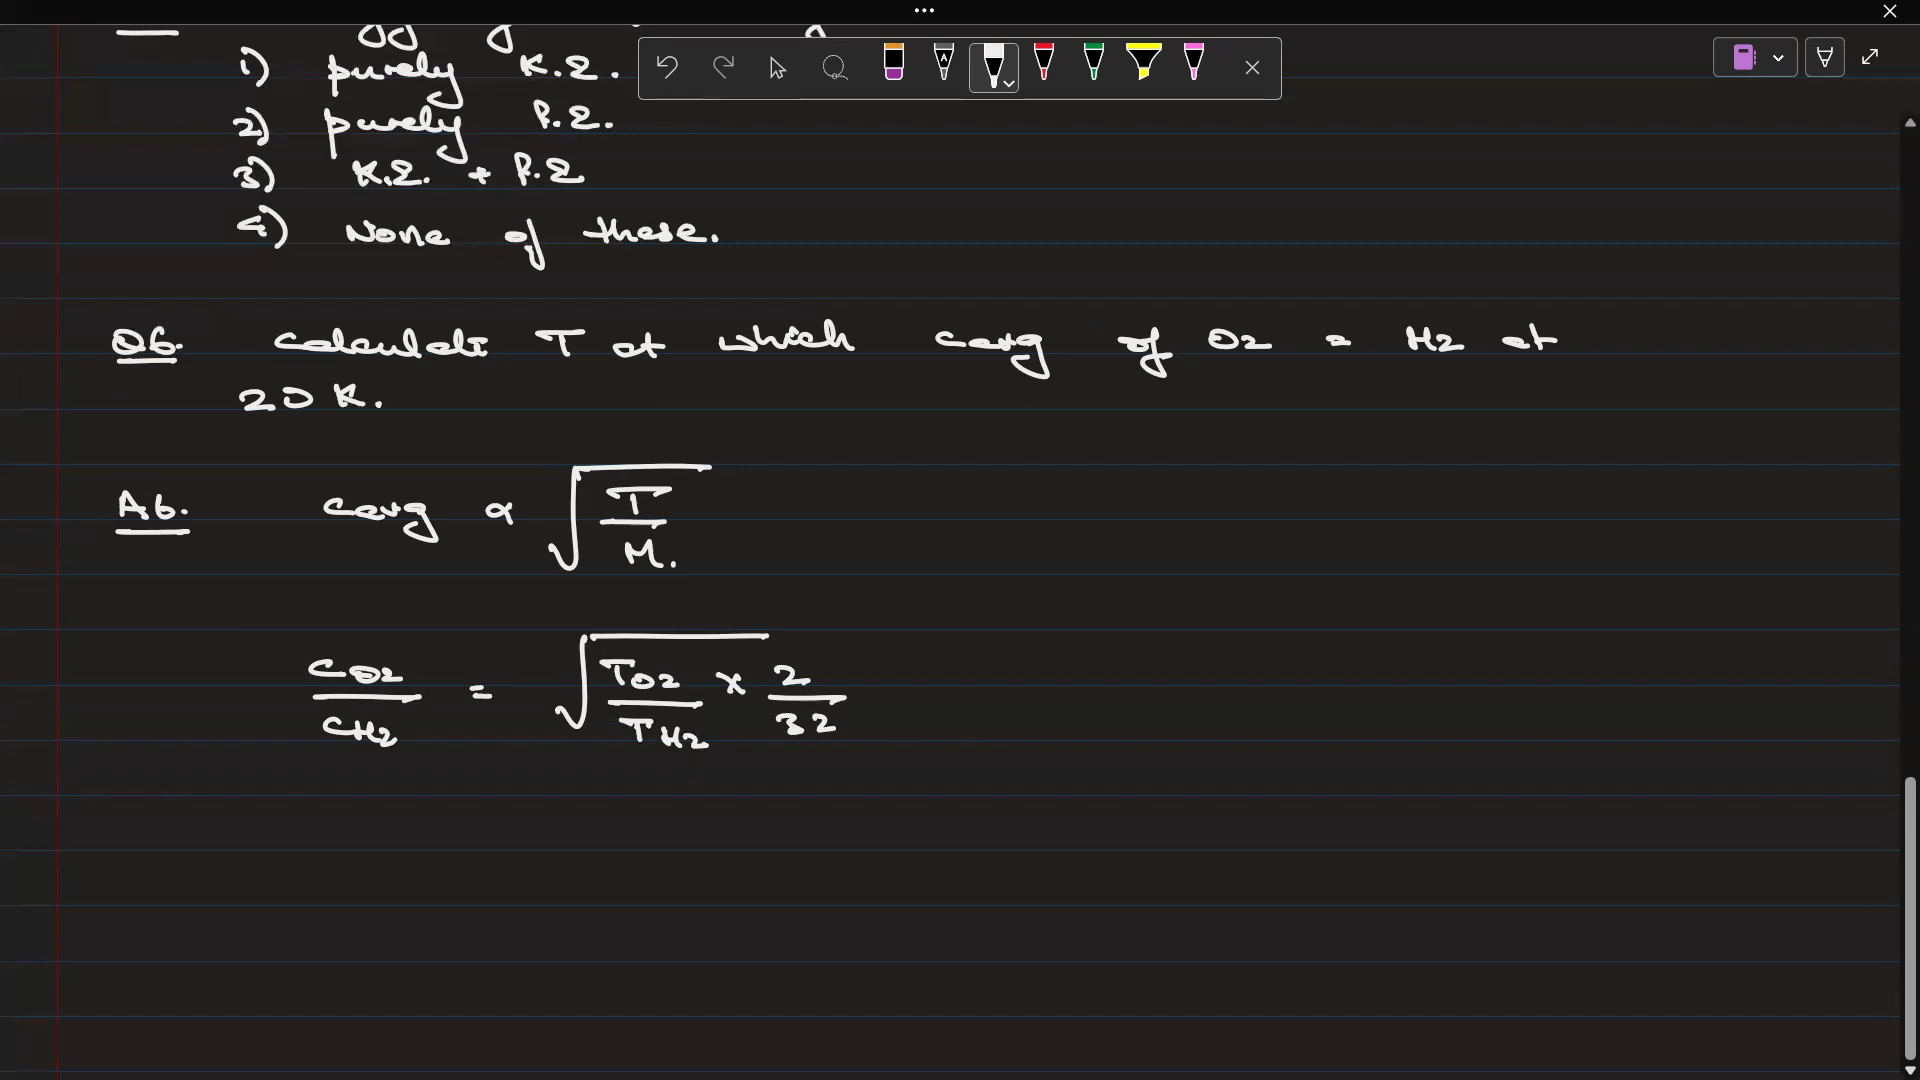 1) purely K.E.
2) purely P.E.
3) K.E. + P.E
4) None of these.
Q6. Calculate T at which Cavg of O2 = H2 at
20 K.
A6. Cavg ∝ √(T/M).
CO2/CH2 = √(TO2/TH2 × 2/32)